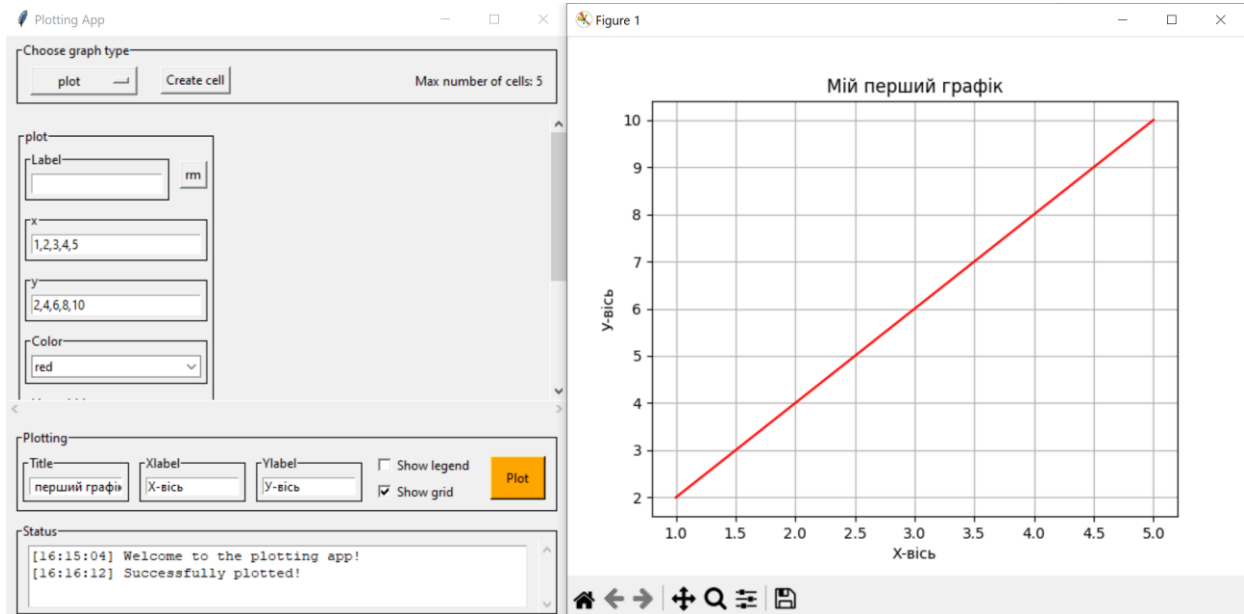 Plotting App
Choose graph type
plot
Create cell
Max number of cells: 5
plot
Label
rm
x
1,2,3,4,5
y
2,4,6,8,10
Color
red
Plotting
Title
перший графік
Xlabel
Х-вісь
Ylabel
У-вісь
Show legend
Show grid
Plot
Status
[16:15:04] Welcome to the plotting app!
[16:16:12] Successfully plotted!
Figure 1
Мій перший графік
10
9
8
7
6
5
4
3
2
У-вісь
1.0 1.5 2.0 2.5 3.0 3.5 4.0 4.5 5.0
Х-вісь